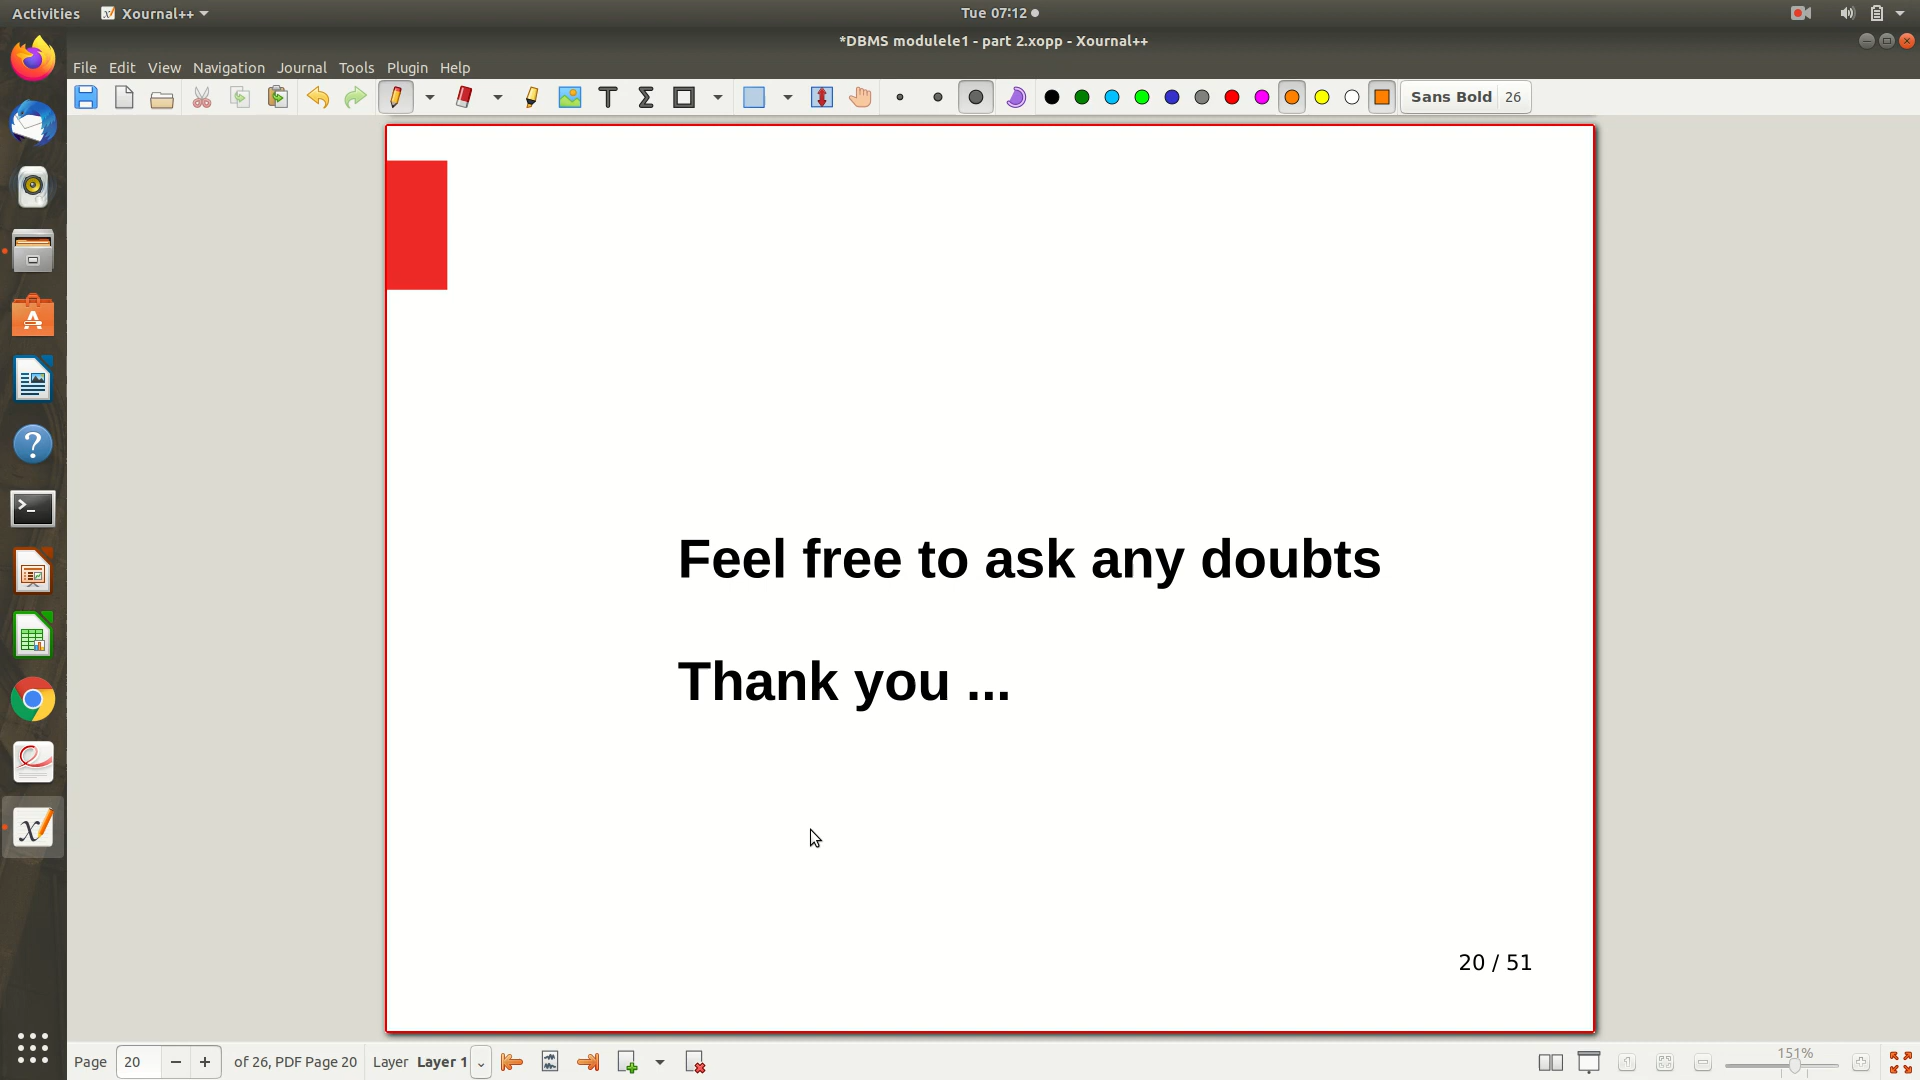 Activities Xournal++ Tue 07:12
*DBMS modulele1 - part 2.xopp - Xournal++
File Edit View Navigation Journal Tools Plugin Help
Sans Bold 26
Feel free to ask any doubts
Thank you ...
20 / 51
Page 20 of 26, PDF Page 20 Layer Layer 1 151%